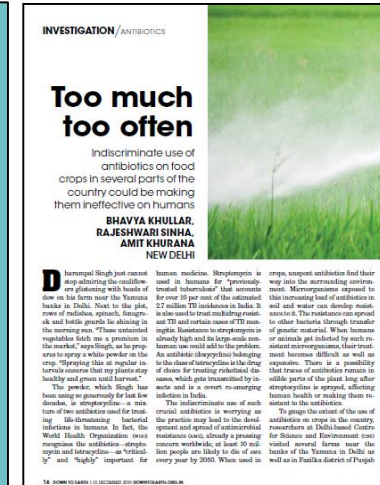 INVESTIGATION/ANTIBIOTICS
Too much
too often
Indiscriminate use of
antibiotics on food
crops in several parts of the
country could be making
them ineffective on humans
BHAVYA KHULLAR,
RAJESHWARI SINHA,
AMIT KHURANA
NEW DELHI
Dharampal Singh just cannot
stop admiring the cauliflow-
ers glistening with beads of
dew on his farm near the Yamuna
banks in Delhi. Next to the plot,
rows of radishes, spinach, fenugre-
ek and bottle gourds lie shining in
the morning sun. "These untainted
vegetables fetch me a premium in
the market," says Singh, as he prep-
ares to spray a white powder on the
crop. "Spraying this at regular in-
tervals ensures that my plants stay
healthy and green until harvest."
The powder, which Singh has
been using so generously for last few
decades, is streptocycline—a mix-
ture of two antibiotics used for treat-
ing life-threatening bacterial
infections in humans. In fact, the
World Health Organization (WHO)
recognises the antibiotics—strepto-
mycin and tetracycline—as "critical-
ly" and "highly" important for
human medicine. Streptomycin is
used in humans for "previously-
treated tuberculosis" that accounts
for over 10 per cent of the estimated
2.7 million TB incidences in India. It
is also used to treat multidrug-resist-
ant TB and certain cases of TB men-
ingitis. Resistance to streptomycin is
already high and its large-scale non-
human use could add to the problem.
An antibiotic (doxycycline) belonging
to the class of tetracycline is the drug
of choice for treating rickettsial dis-
eases, which gets transmitted by in-
sects and is a covert re-emerging
infection in India.
The indiscriminate use of such
crucial antibiotics is worrying as
the practice may lead to the devel-
opment and spread of antimicrobial
resistance (AMR), already a pressing
concern worldwide; at least 10 mil-
lion people are likely to die of AMR
every year by 2050. When used in
crops, unspent antibiotics find their
way into the surrounding environ-
ment. Microorganisms exposed to
this increasing load of antibiotics in
soil and water can develop resist-
ance to it. The resistance can spread
to other bacteria through transfer
of genetic material. When humans
or animals get infected by such re-
sistant microorganisms, their treat-
ment becomes difficult as well as
expensive. There is a possibility
that traces of antibiotics remain in
edible parts of the plant long after
streptocycline is sprayed, affecting
human health or making them re-
sistant to the antibiotics.
To gauge the extent of the use of
antibiotics on crops in the country,
researchers at Delhi-based Centre
for Science and Environment (CSE)
visited several farms near the
banks of the Yamuna in Delhi as
well as in Fazilka district of Punjab
16 DOWN TO EARTH 1-15 DECEMBER 2019 DOWNTOEARTH.ORG.IN